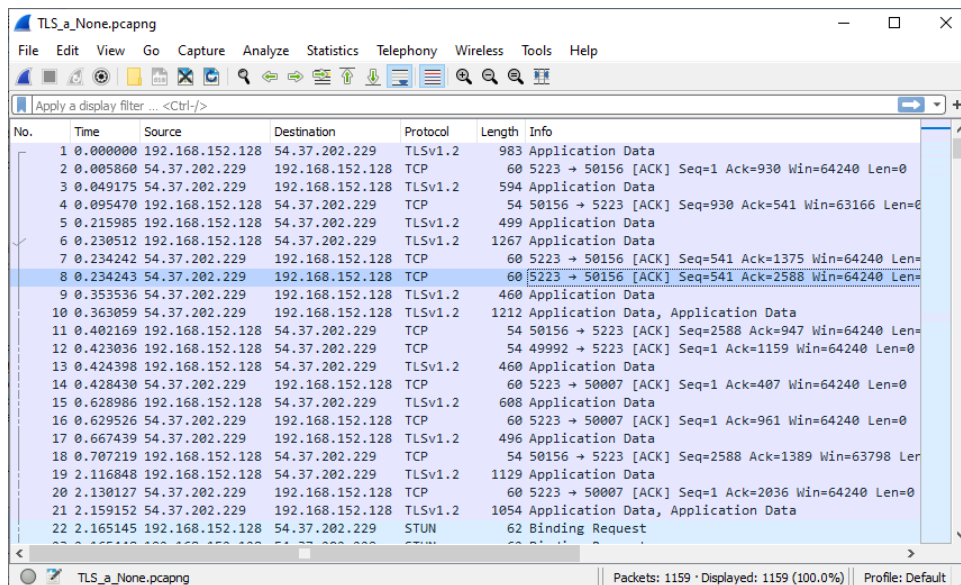 TLS_a_None.pcapng
File Edit View Go Capture Analyze Statistics Telephony Wireless Tools Help
Apply a display filter ... <Ctrl-/>
No. Time Source Destination Protocol Length Info
1 0.000000 192.168.152.128 54.37.202.229 TLSv1.2 983 Application Data
2 0.005860 54.37.202.229 192.168.152.128 TCP 60 5223 → 50156 [ACK] Seq=1 Ack=930 Win=64240 Len=0
3 0.049175 54.37.202.229 192.168.152.128 TLSv1.2 594 Application Data
4 0.095470 192.168.152.128 54.37.202.229 TCP 54 50156 → 5223 [ACK] Seq=930 Ack=541 Win=63166 Len=0
5 0.215985 192.168.152.128 54.37.202.229 TLSv1.2 499 Application Data
6 0.230512 192.168.152.128 54.37.202.229 TLSv1.2 1267 Application Data
7 0.234242 54.37.202.229 192.168.152.128 TCP 60 5223 → 50156 [ACK] Seq=541 Ack=1375 Win=64240 Len=
8 0.234243 54.37.202.229 192.168.152.128 TCP 60 5223 → 50156 [ACK] Seq=541 Ack=2588 Win=64240 Len=
9 0.353536 54.37.202.229 192.168.152.128 TLSv1.2 460 Application Data
10 0.363059 54.37.202.229 192.168.152.128 TLSv1.2 1212 Application Data, Application Data
11 0.402169 192.168.152.128 54.37.202.229 TCP 54 50156 → 5223 [ACK] Seq=2588 Ack=947 Win=64240 Len=
12 0.423036 192.168.152.128 54.37.202.229 TCP 54 49992 → 5223 [ACK] Seq=1 Ack=1159 Win=64240 Len=0
13 0.424398 192.168.152.128 54.37.202.229 TLSv1.2 460 Application Data
14 0.428430 54.37.202.229 192.168.152.128 TCP 60 5223 → 50007 [ACK] Seq=1 Ack=407 Win=64240 Len=0
15 0.628986 192.168.152.128 54.37.202.229 TLSv1.2 608 Application Data
16 0.629526 54.37.202.229 192.168.152.128 TCP 60 5223 → 50007 [ACK] Seq=1 Ack=961 Win=64240 Len=0
17 0.667439 54.37.202.229 192.168.152.128 TLSv1.2 496 Application Data
18 0.707219 192.168.152.128 54.37.202.229 TCP 54 50156 → 5223 [ACK] Seq=2588 Ack=1389 Win=63798 Len
19 2.116848 192.168.152.128 54.37.202.229 TLSv1.2 1129 Application Data
20 2.130127 54.37.202.229 192.168.152.128 TCP 60 5223 → 50007 [ACK] Seq=1 Ack=2036 Win=64240 Len=0
21 2.159152 54.37.202.229 192.168.152.128 TLSv1.2 1054 Application Data, Application Data
22 2.165145 192.168.152.128 54.37.202.229 STUN 62 Binding Request
TLS_a_None.pcapng Packets: 1159 · Displayed: 1159 (100.0%) Profile: Default